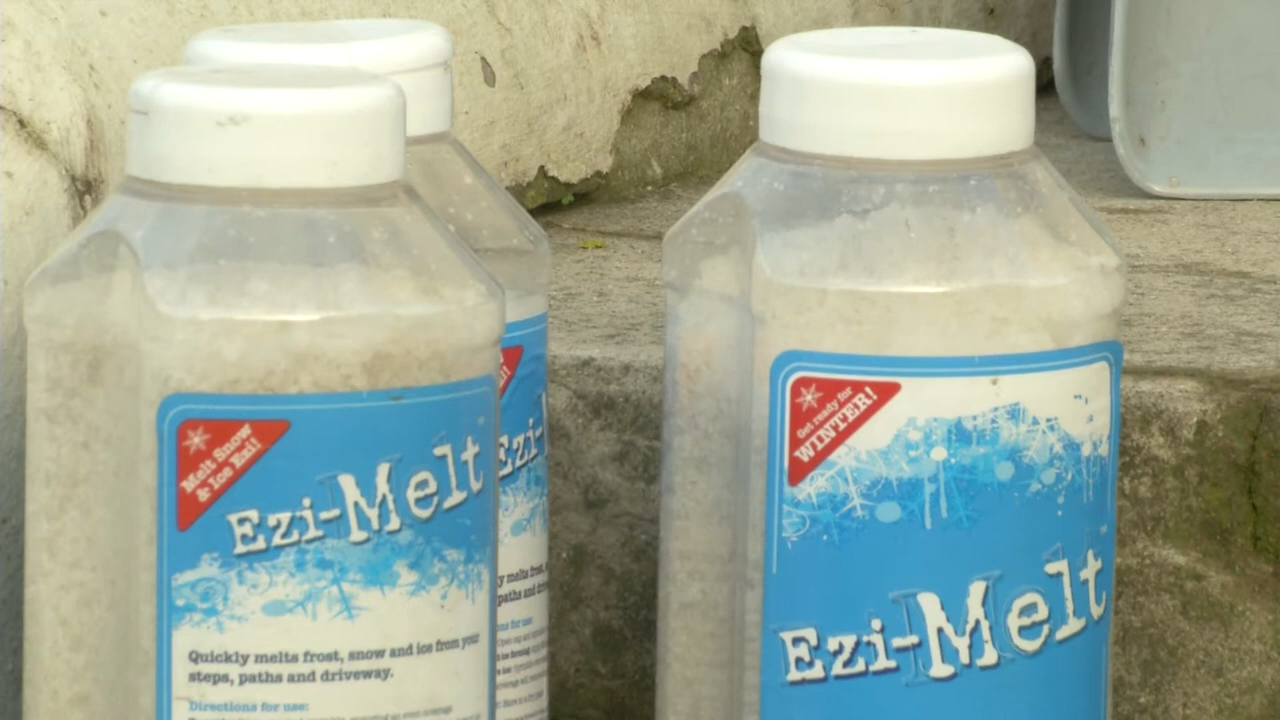 Melt Snow
& Ice Ezi!
Ezi-Melt
Quickly melts frost, snow and ice from your
steps, paths and driveway.
Directions for use:
Ezi-
y melts frost,
paths and
Get ready for
WINTER!
Ezi-Melt